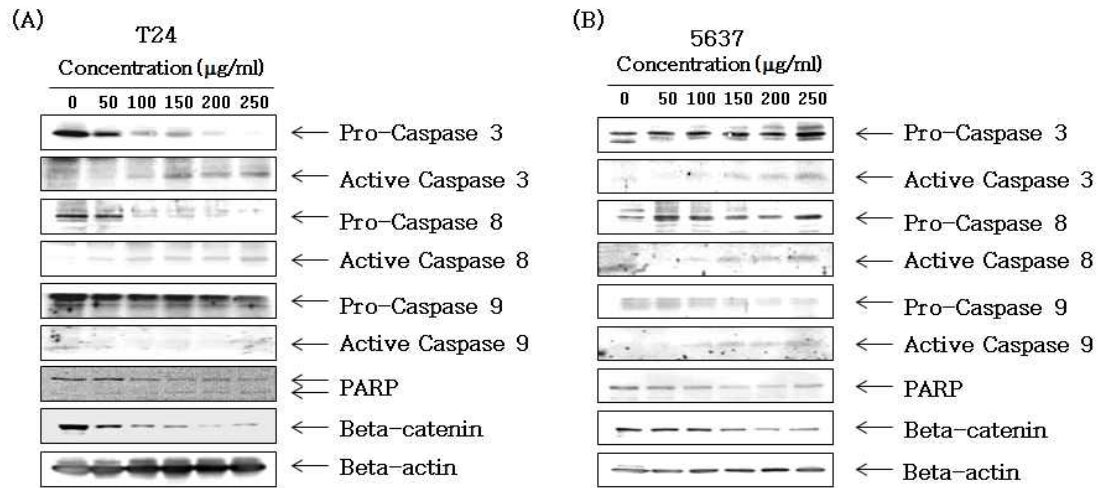 (A)
T24
Concentration (μg/ml)
0 50 100 150 200 250
Pro-Caspase 3
Active Caspase 3
Pro-Caspase 8
Active Caspase 8
Pro-Caspase 9
Active Caspase 9
PARP
Beta-catenin
Beta-actin
(B)
5637
Concentration (μg/ml)
0 50 100 150 200 250
Pro-Caspase 3
Active Caspase 3
Pro-Caspase 8
Active Caspase 8
Pro-Caspase 9
Active Caspase 9
PARP
Beta-catenin
Beta-actin